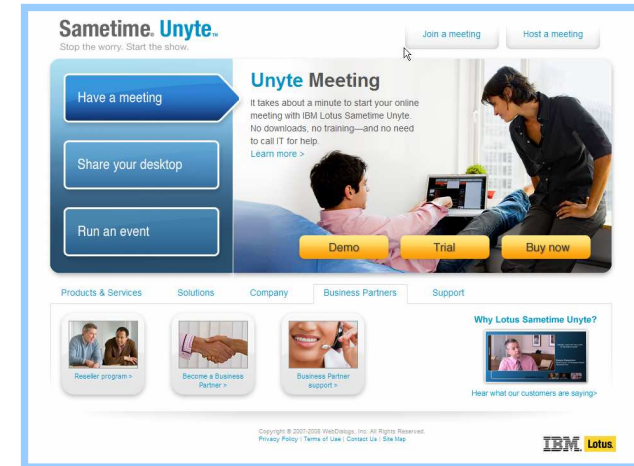 Sametime® Unyte™
Stop the worry. Start the show.
Join a meeting
Host a meeting
Have a meeting
Share your desktop
Run an event
Unyte Meeting
It takes about a minute to start your online
meeting with IBM Lotus Sametime Unyte.
No downloads, no training—and no need
to call IT for help.
Learn more >
Demo
Trial
Buy now
Products & Services
Solutions
Company
Business Partners
Support
Reseller program >
Become a Business
Partner >
Business Partner
support >
Why Lotus Sametime Unyte?
Hear what our customers are saying>
Copyright © 2007-2008 WebDialogs, Inc. All Rights Reserved.
Privacy Policy | Terms of Use | Contact Us | Site Map
IBM. Lotus.